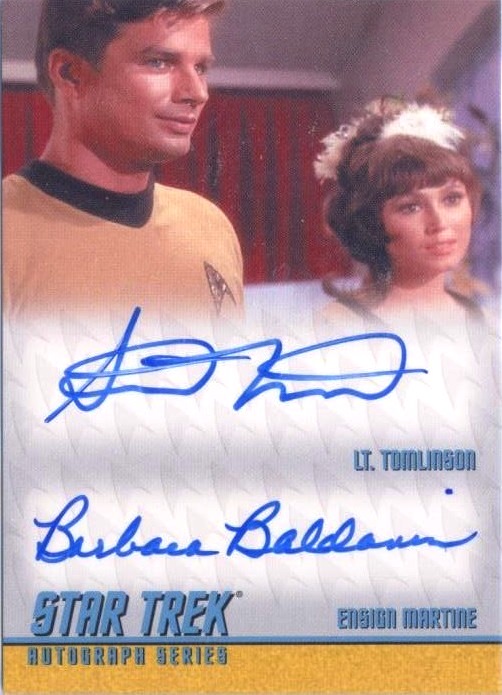 LT. TOMLINSON
Barbara Baldavin
STAR TREK®
ENSIGN MARTINE
AUTOGRAPH SERIES